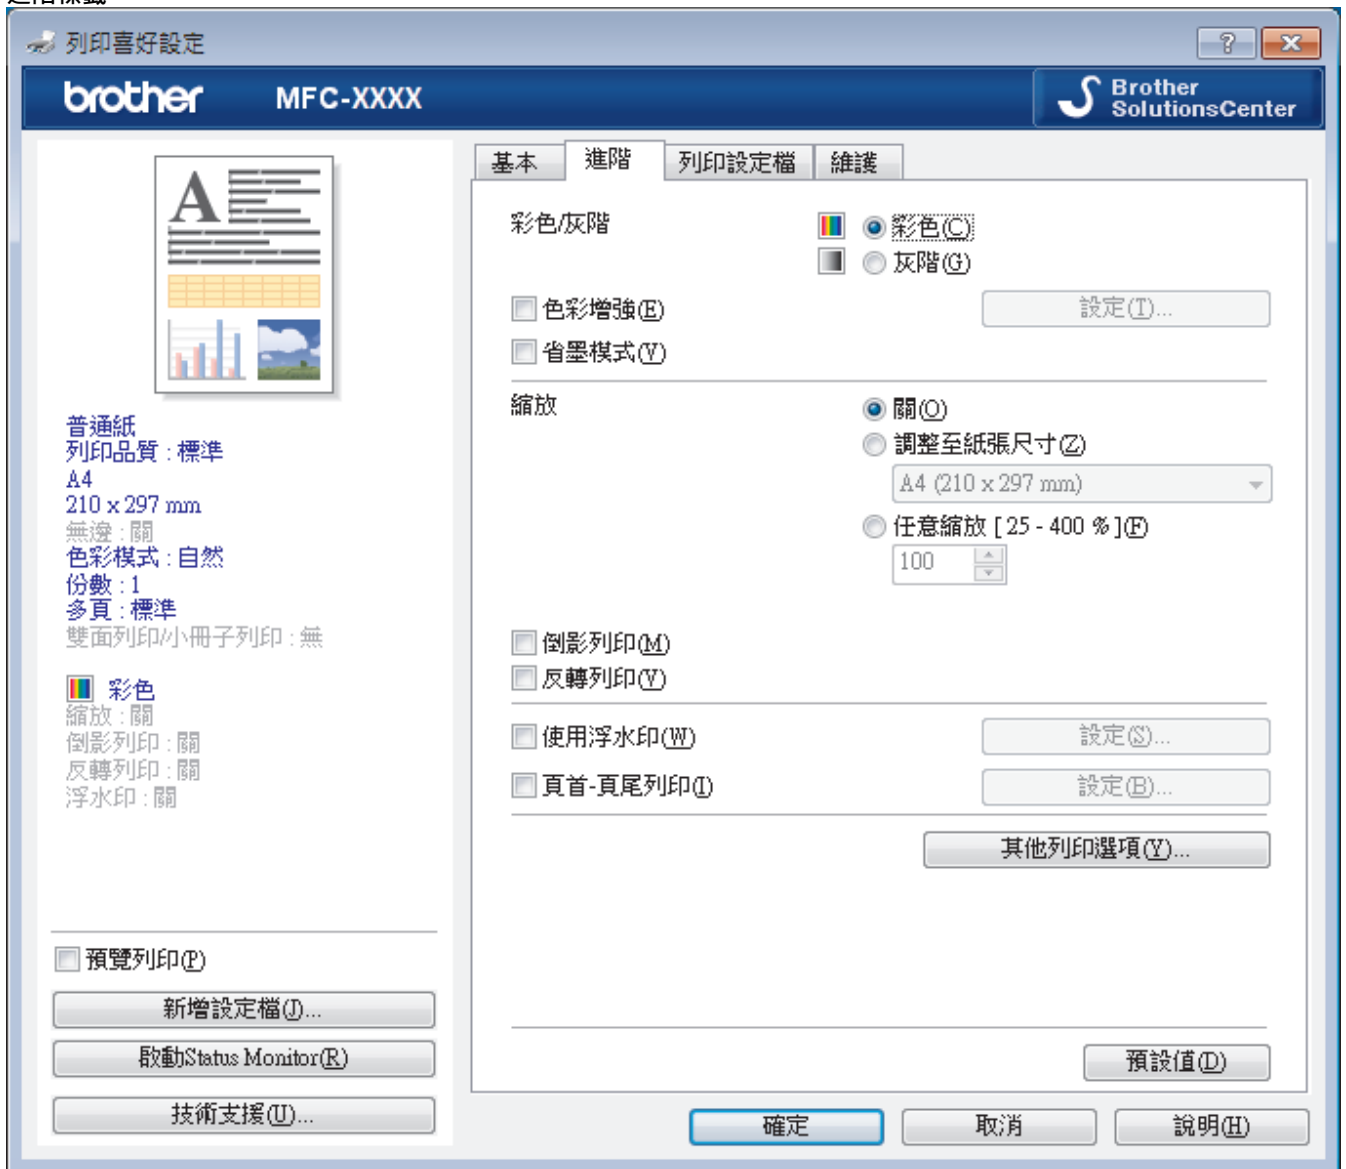 進階標籤
列印喜好設定
brother MFC-XXXX
Brother
SolutionsCenter
A
普通紙
列印品質 : 標準
A4
210 x 297 mm
無邊 : 關
色彩模式 : 自然
份數 : 1
多頁 : 標準
雙面列印/小冊子列印 : 無
彩色
縮放 : 關
倒影列印 : 關
反轉列印 : 關
浮水印 : 關
預覽列印(P)
新增設定檔(J)...
啟動Status Monitor(R)
技術支援(U)...
基本 進階 列印設定檔 維護
彩色/灰階
彩色(C)
灰階(G)
色彩增強(E)
設定(T)...
省墨模式(V)
縮放
關(O)
調整至紙張尺寸(Z)
A4 (210 x 297 mm)
任意縮放 [ 25 - 400 % ](F)
100
倒影列印(M)
反轉列印(V)
使用浮水印(W)
設定(S)...
頁首-頁尾列印(I)
設定(B)...
其他列印選項(Y)...
預設值(D)
確定 取消 說明(H)